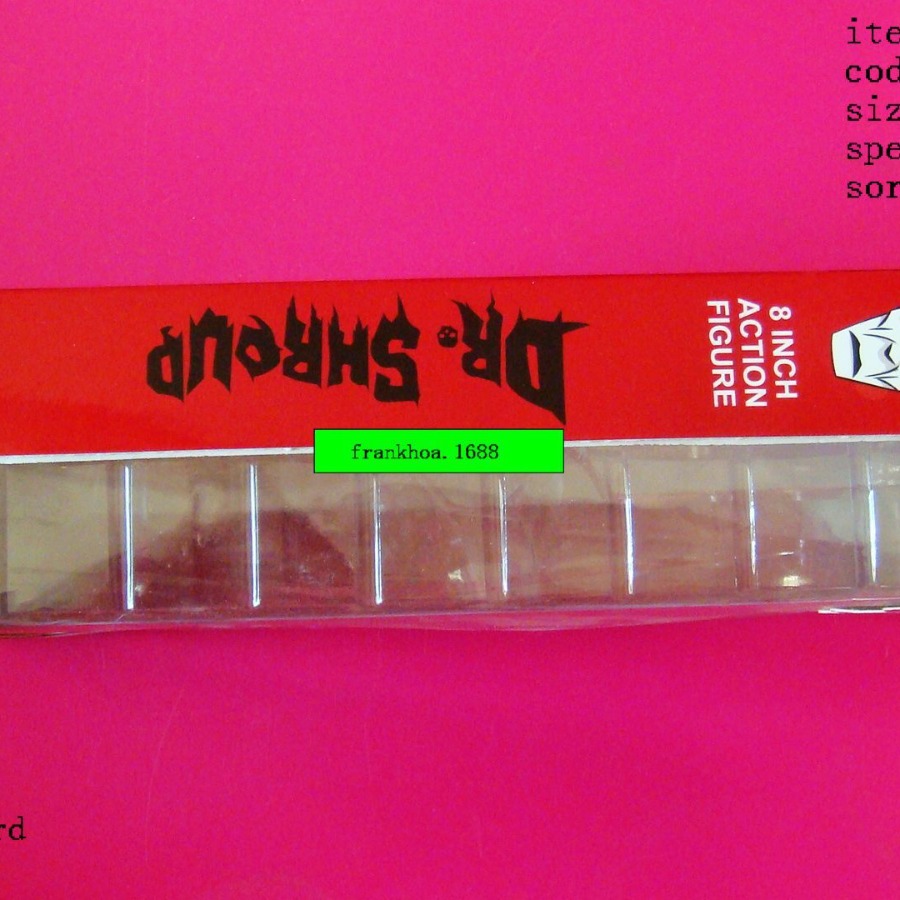 ite
cod
siz
spe
sor
DR. SHROUD
8 INCH
ACTION
FIGURE
frankhoa.1688
rd